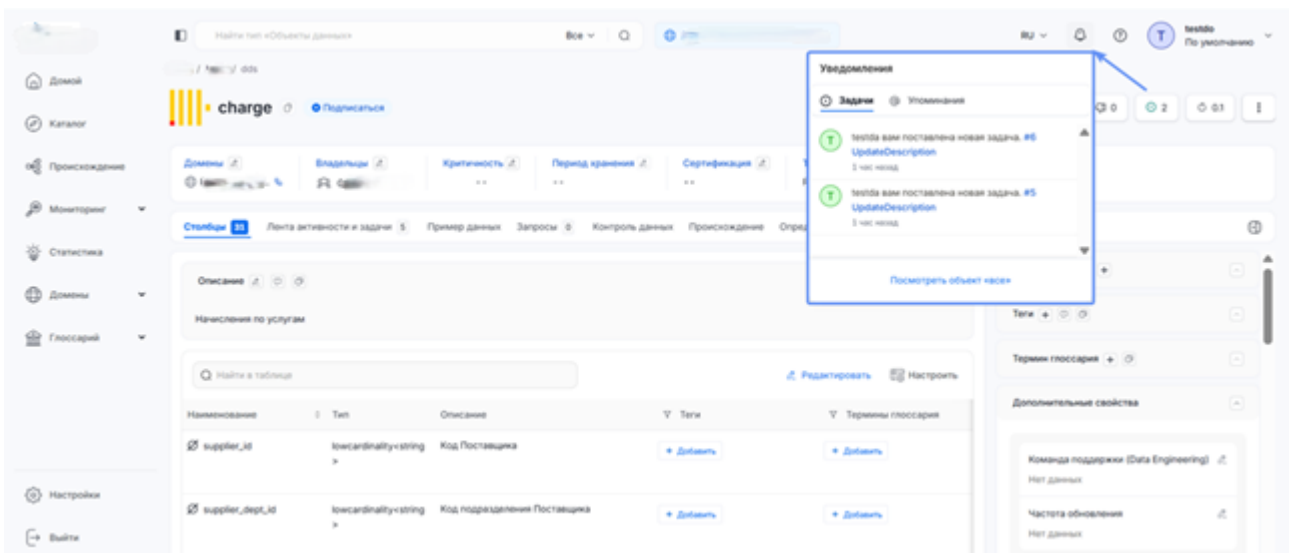 Найти тип «Объекты данных»
Все
RU
T
testdo
По умолчанию
/ dds
charge
Подписаться
0
2
0.1
Домой
Каталог
Происхождение
Мониторинг
Статистика
Домены
Глоссарий
Настройки
Выйти
Домены
Владельцы
Критичность
--
Период хранения
--
Сертификация
--
Уведомления
Задачи
Упоминания
T
testda вам поставлена новая задача. #6
UpdateDescription
1 час назад
T
testda вам поставлена новая задача. #5
UpdateDescription
1 час назад
Посмотреть объект «все»
Столбцы 35
Лента активности и задачи 5
Пример данных
Запросы 0
Контроль данных
Происхождение
Опред
Описание
Начисления по услугам
Найти в таблице
Редактировать
Настроить
Наименование
Тип
Описание
Теги
Термины глоссария
supplier_id
lowcardinality<string
>
Код Поставщика
+ Добавить
+ Добавить
supplier_dept_id
lowcardinality<string
>
Код подразделения Поставщика
+ Добавить
+ Добавить
Теги +
Термин глоссария +
Дополнительные свойства
Команда поддержки (Data Engineering)
Нет данных
Частота обновления
Нет данных